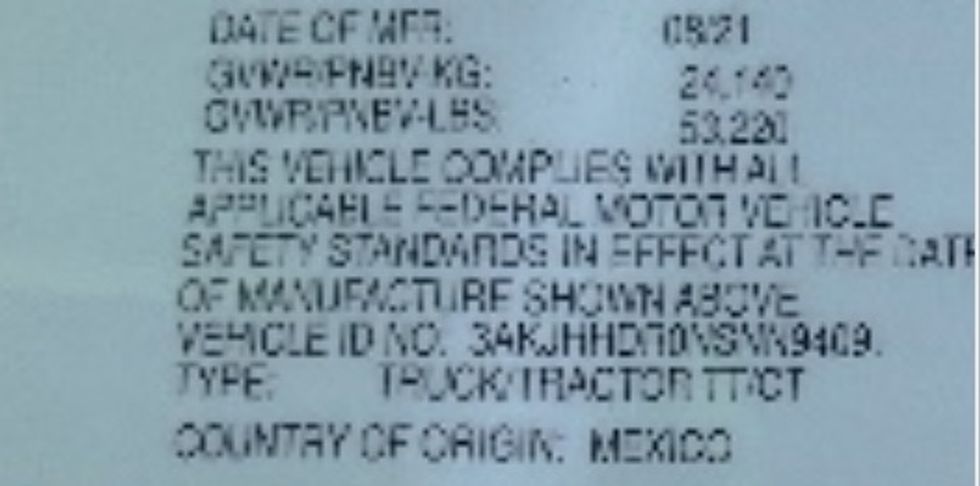 DATE OF MFR: 08/21
GVWR/PNBV-KG: 24,140
GVWR/PNBV-LBS: 53,220
THIS VEHICLE COMPLIES WITH ALL
APPLICABLE FEDERAL MOTOR VEHICLE
SAFETY STANDARDS IN EFFECT AT THE DATE
OF MANUFACTURE SHOWN ABOVE
VEHICLE ID NO.
TYPE: TRUCK/TRACTOR TT/CT
COUNTRY OF ORIGIN: MEXICO